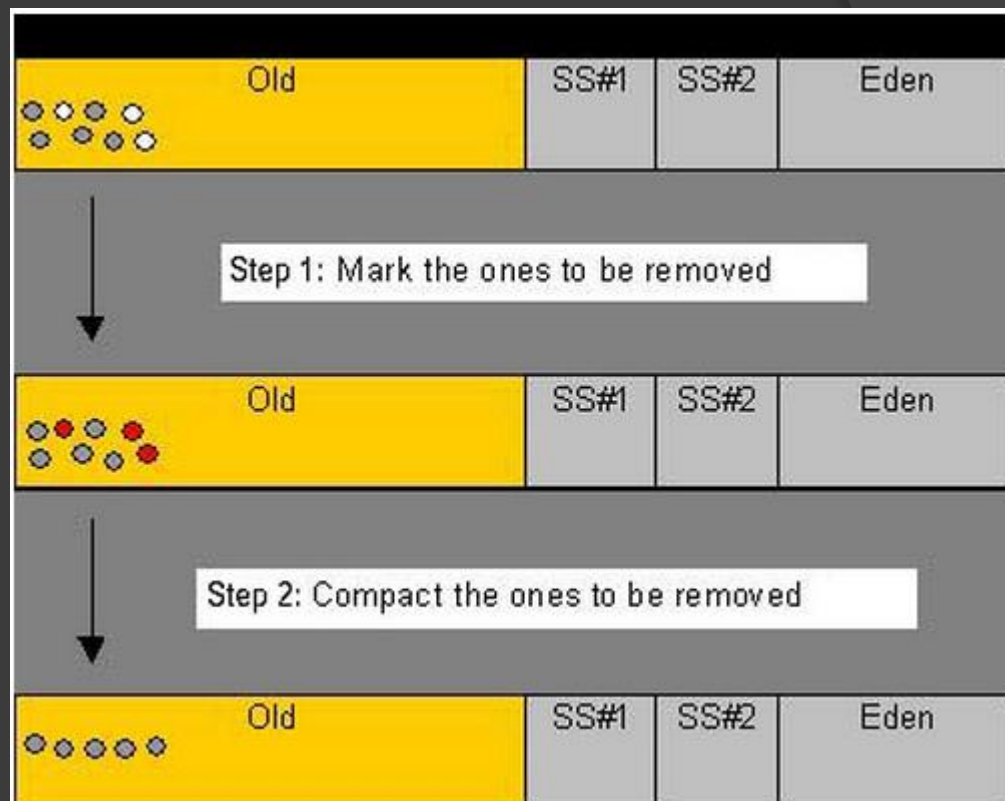 Old SS#1 SS#2 Eden
Step 1: Mark the ones to be removed
Old SS#1 SS#2 Eden
Step 2: Compact the ones to be removed
Old SS#1 SS#2 Eden